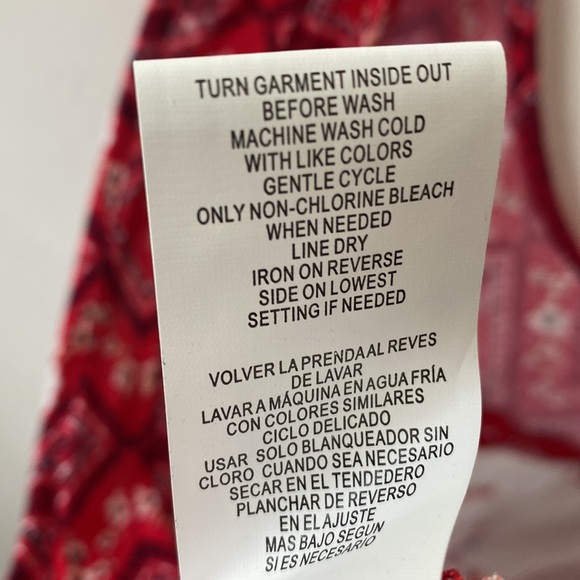 TURN GARMENT INSIDE OUT
BEFORE WASH
MACHINE WASH COLD
WITH LIKE COLORS
GENTLE CYCLE
ONLY NON-CHLORINE BLEACH
WHEN NEEDED
LINE DRY
IRON ON REVERSE
SIDE ON LOWEST
SETTING IF NEEDED
VOLVER LA PRENDA AL REVES
DE LAVAR
LAVAR A MÁQUINA EN AGUA FRÍA
CON COLORES SIMILARES
CICLO DELICADO
USAR SOLO BLANQUEADOR SIN
CLORO CUANDO SEA NECESARIO
SECAR EN EL TENDEDERO
PLANCHAR DE REVERSO
EN EL AJUSTE
MAS BAJO SEGUN
SI ES NECESARIO